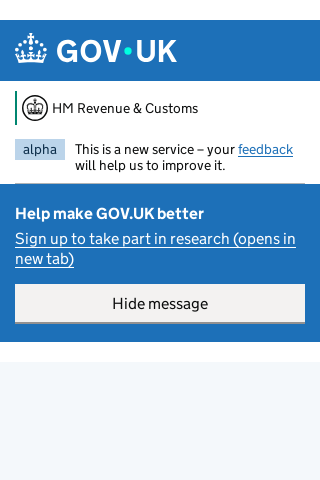 GOV.UK
HM Revenue & Customs
alpha
This is a new service – your feedback
will help us to improve it.
Help make GOV.UK better
Sign up to take part in research (opens in
new tab)
Hide message